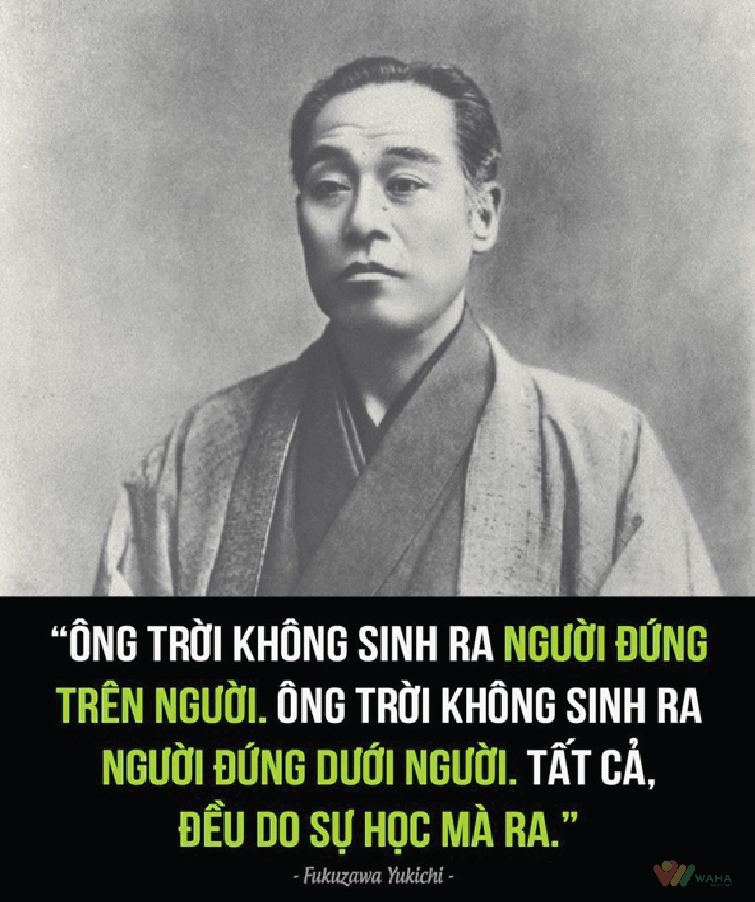 “ÔNG TRỜI KHÔNG SINH RA NGƯỜI ĐỨNG
TRÊN NGƯỜI. ÔNG TRỜI KHÔNG SINH RA
NGƯỜI ĐỨNG DƯỚI NGƯỜI. TẤT CẢ,
ĐỀU DO SỰ HỌC MÀ RA.”
- Fukuzawa Yukichi -
WAHA